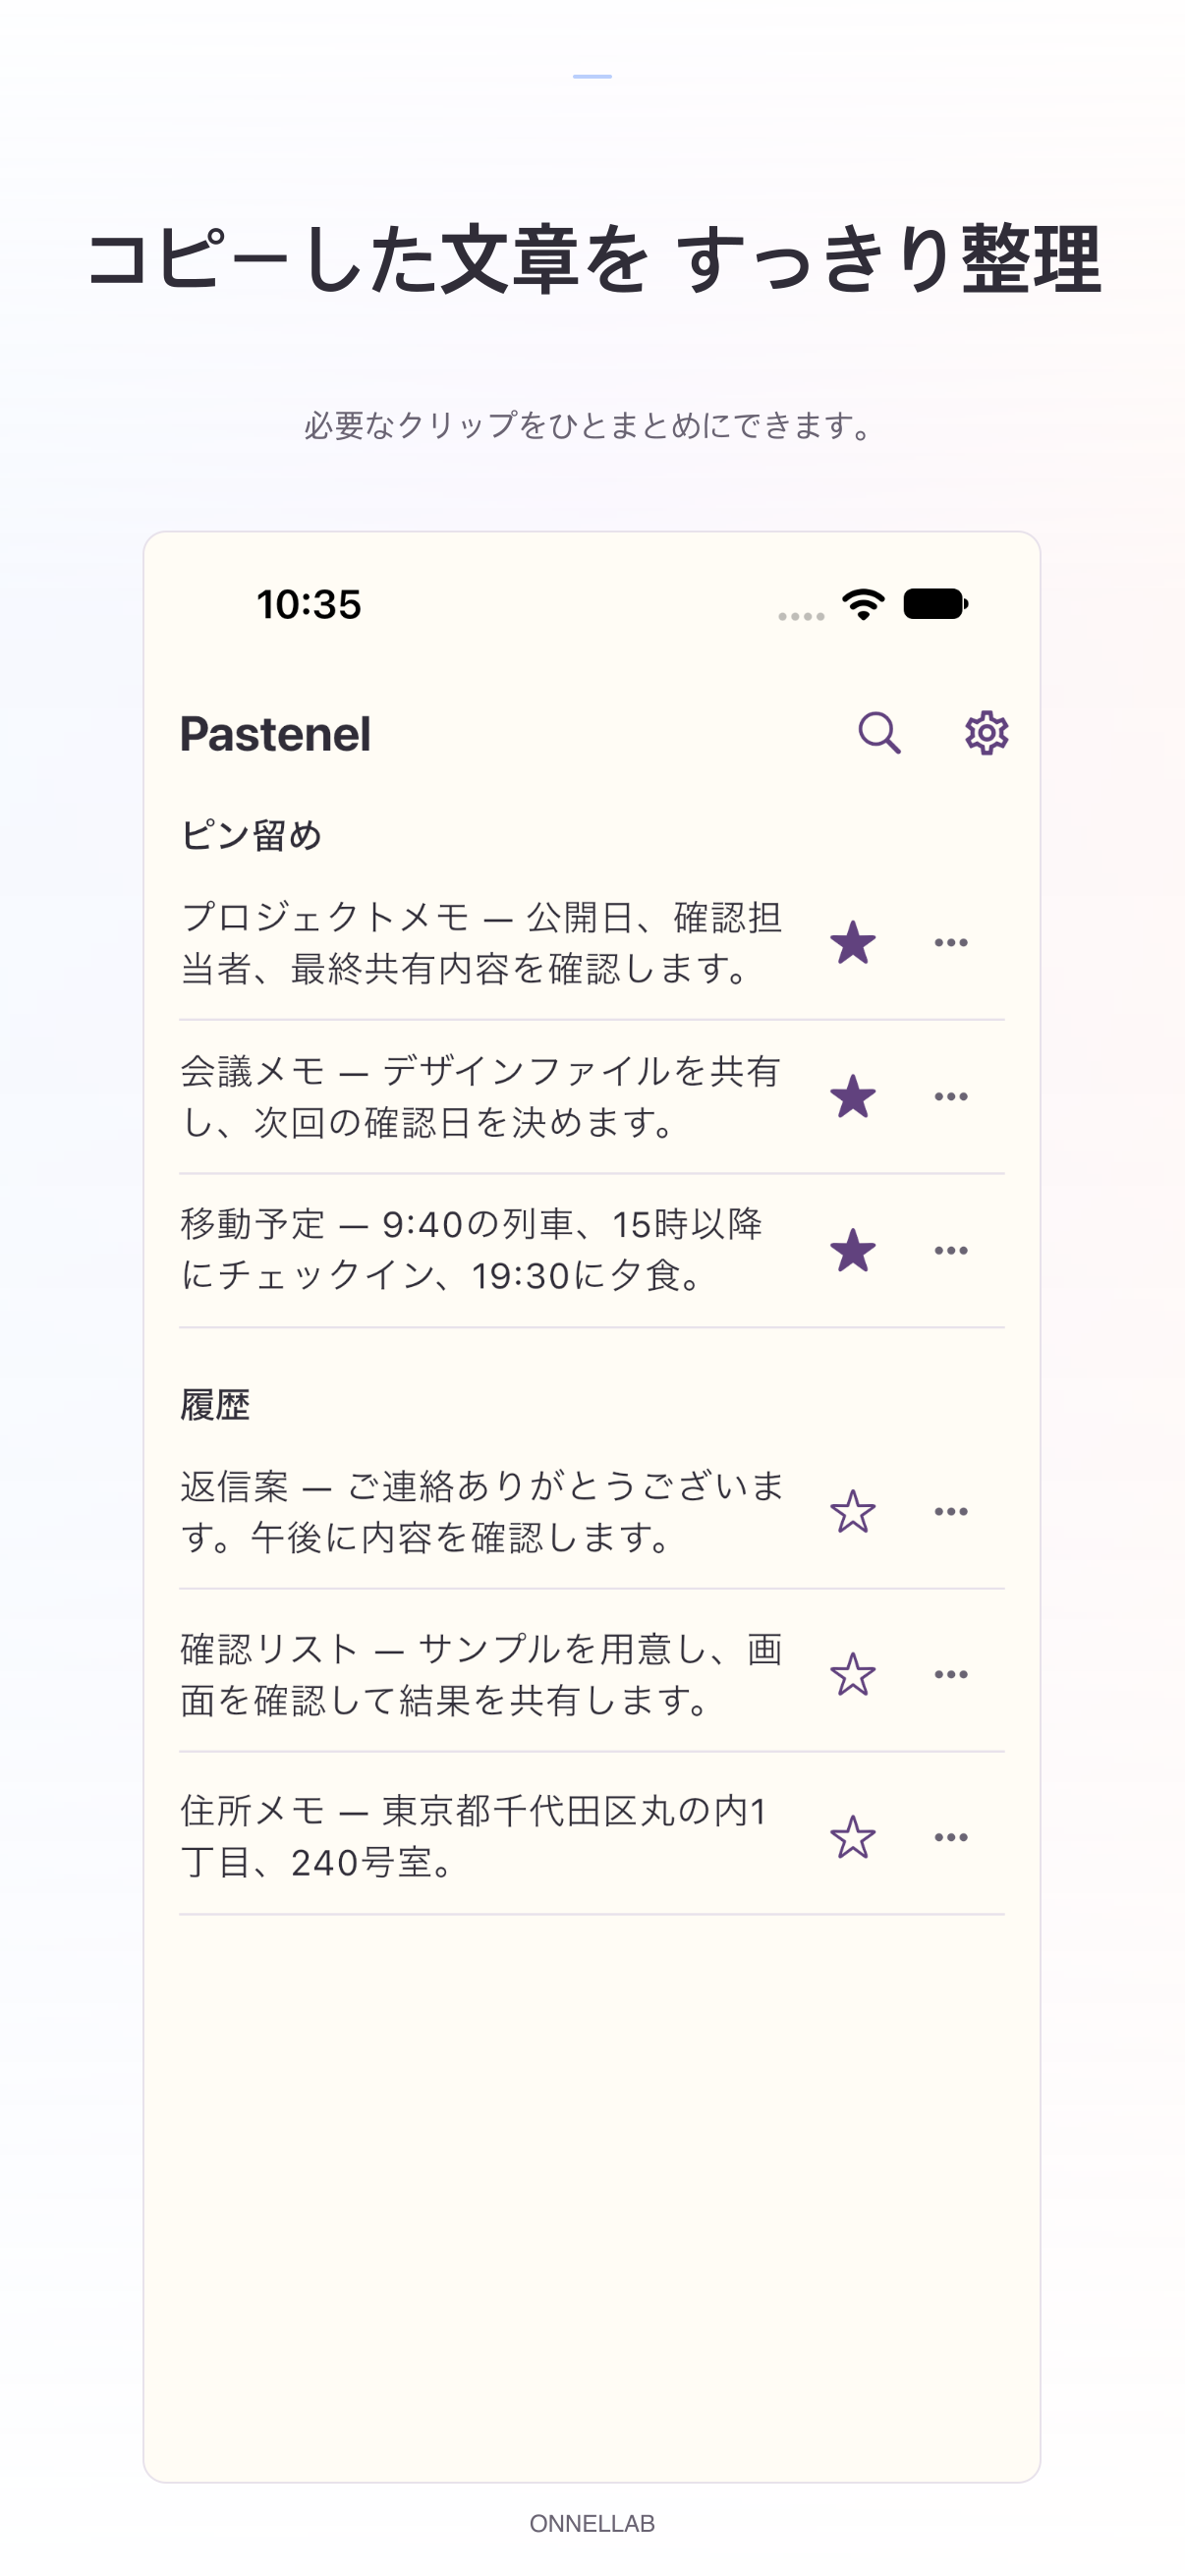 コピーした文章を すっきり整理
必要なクリップをひとまとめにできます。
10:35
Pastenel
ピン留め
プロジェクトメモ — 公開日、確認担
当者、最終共有内容を確認します。
会議メモ — デザインファイルを共有
し、次回の確認日を決めます。
移動予定 — 9:40の列車、15時以降
にチェックイン、19:30に夕食。
履歴
返信案 — ご連絡ありがとうございま
す。午後に内容を確認します。
確認リスト — サンプルを用意し、画
面を確認して結果を共有します。
住所メモ — 東京都千代田区丸の内1
丁目、240号室。
ONNELLAB